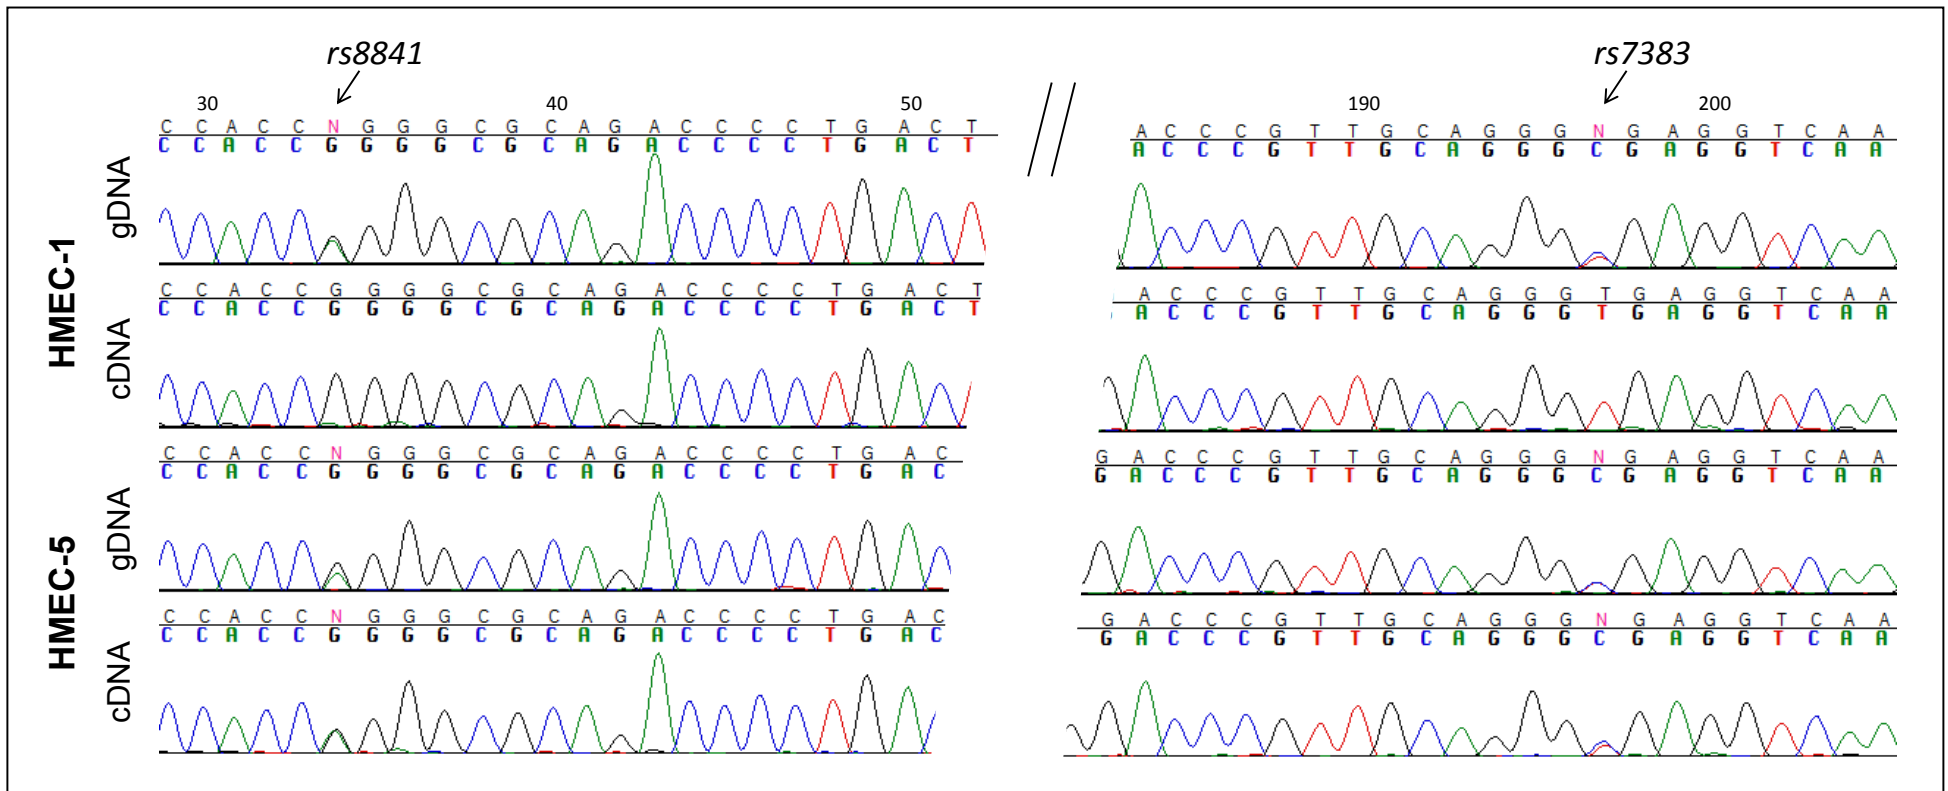 rs8841
rs7383
30 40 50
190 200
C C A C C N G G G C G C A G A C C C C T G A C T
C C A C C G G G G C G C A G A C C C C T G A C T
A C C C G T T G C A G G G N G A G G T C A A
A C C C G T T G C A G G G C G A G G T C A A
HMEC-1
gDNA
C C A C C G G G G C G C A G A C C C C T G A C T
C C A C C G G G G C G C A G A C C C C T G A C T
A C C C G T T G C A G G G T G A G G T C A A
A C C C G T T G C A G G G T G A G G T C A A
cDNA
C C A C C N G G G C G C A G A C C C C T G A C
C C A C C G G G G C G C A G A C C C C T G A C
G A C C C G T T G C A G G G N G A G G T C A A
G A C C C G T T G C A G G G C G A G G T C A A
HMEC-5
gDNA
C C A C C N G G G C G C A G A C C C C T G A C
C C A C C G G G G C G C A G A C C C C T G A C
G A C C C G T T G C A G G G N G A G G T C A A
G A C C C G T T G C A G G G C G A G G T C A A
cDNA